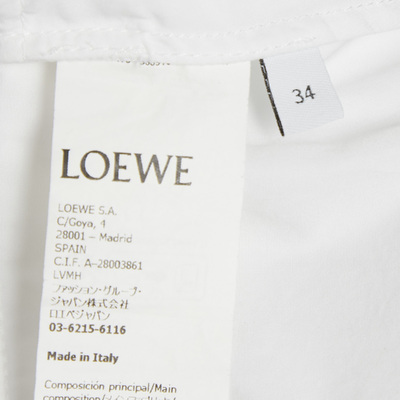 34
LOEWE
LOEWE S.A.
C/Goya, 4
28001 – Madrid
SPAIN
C.I.F. A-28003861
LVMH
ファッション・グループ・
ジャパン株式会社
ロエベジャパン
03-6215-6116
Made in Italy
Composición principal/Main